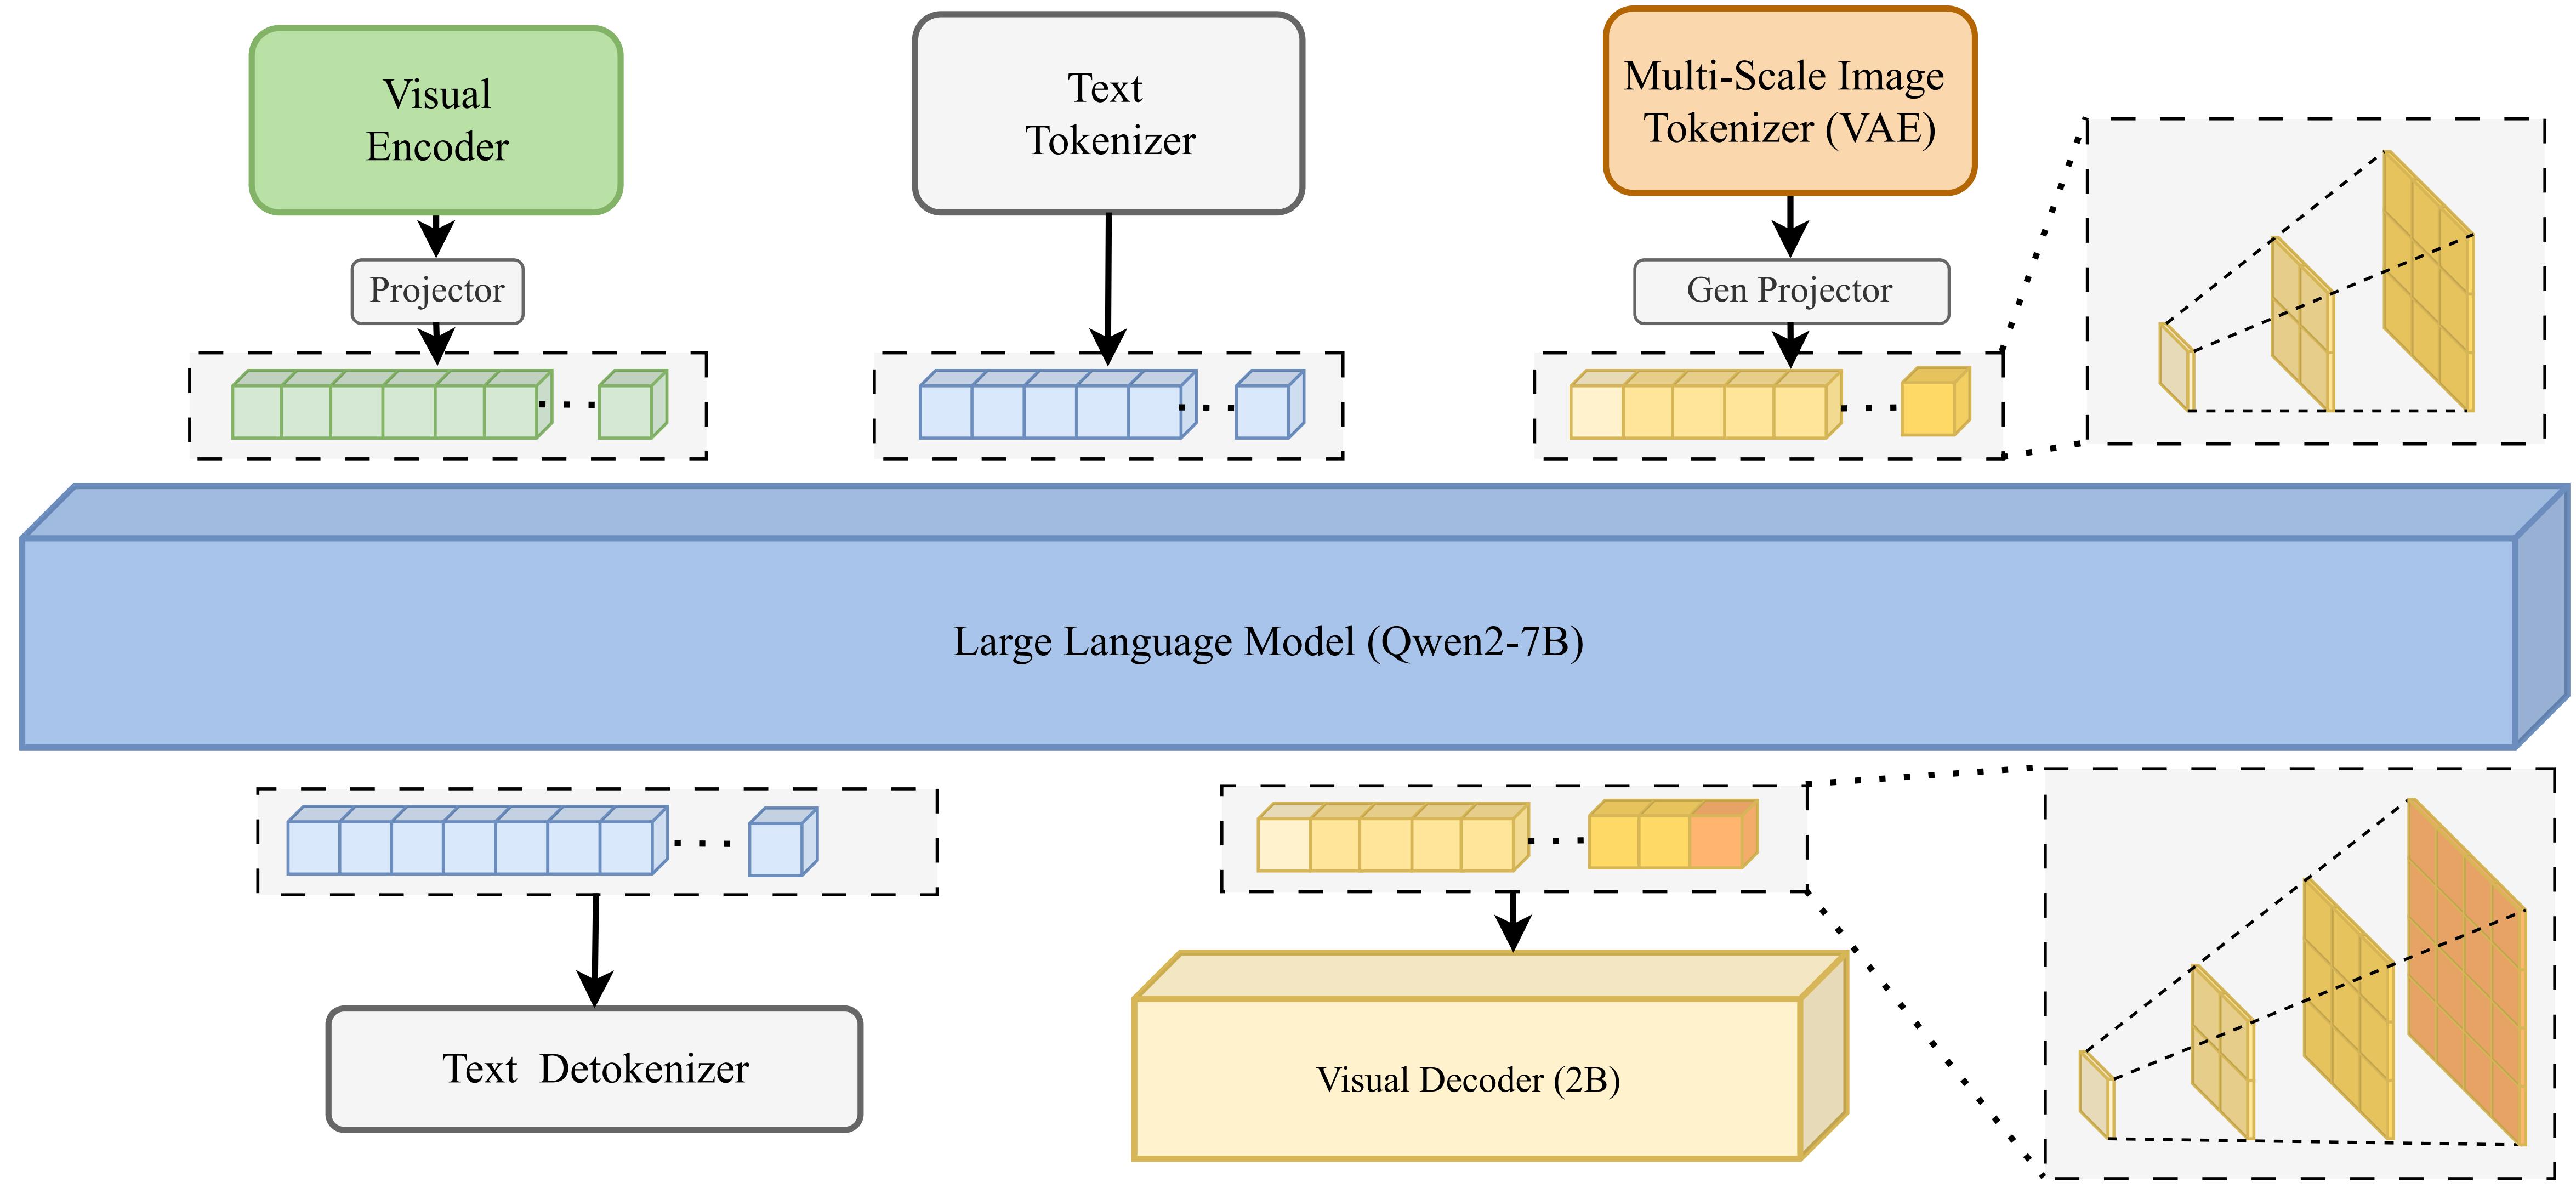 Visual
Encoder
Text
Tokenizer
Multi-Scale Image
Tokenizer (VAE)
Projector
Gen Projector
Large Language Model (Qwen2-7B)
Text Detokenizer
Visual Decoder (2B)